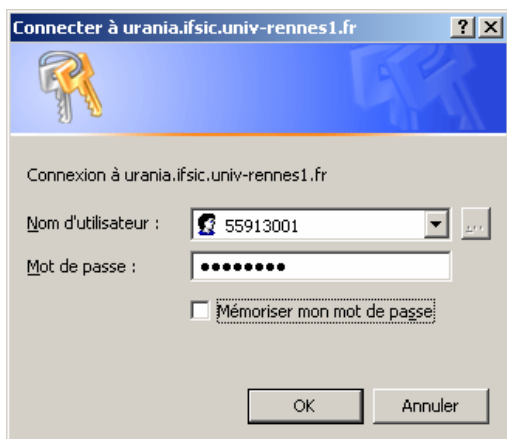 Connecter à urania.ifsic.univ-rennes1.fr
Connexion à urania.ifsic.univ-rennes1.fr
Nom d'utilisateur : 55913001 ...
Mot de passe : ●●●●●●●●
Mémoriser mon mot de passe
OK Annuler